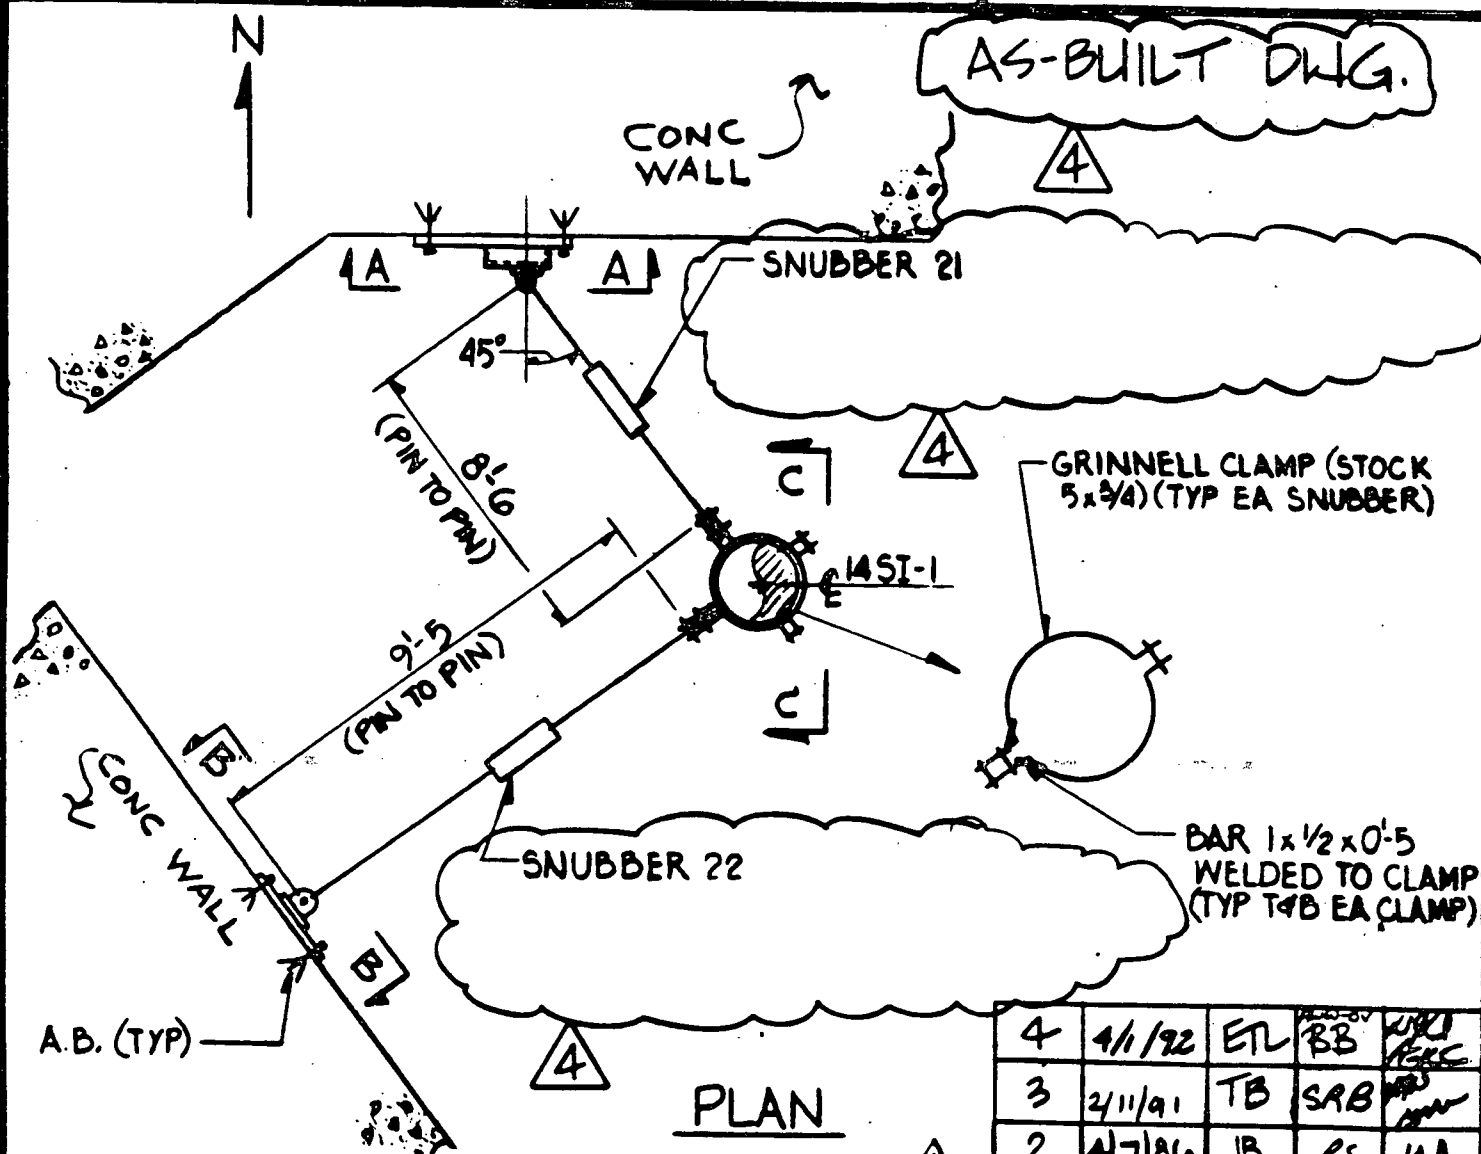 N
AS-BUILT DWG.
4
CONC
WALL
A
A
SNUBBER 21
45°
8'-6
(PIN TO PIN)
4
C
GRINNELL CLAMP (STOCK
5x3/4)(TYP EA SNUBBER)
℄ 14SI-1
9'-5
(PIN TO PIN)
C
B
CONC WALL
SNUBBER 22
BAR 1x1/2x0'-5
WELDED TO CLAMP
(TYP T&B EA CLAMP)
B
A.B. (TYP)
4
PLAN
4 4/1/92 ETL BB
3 2/11/91 TB SRB
2